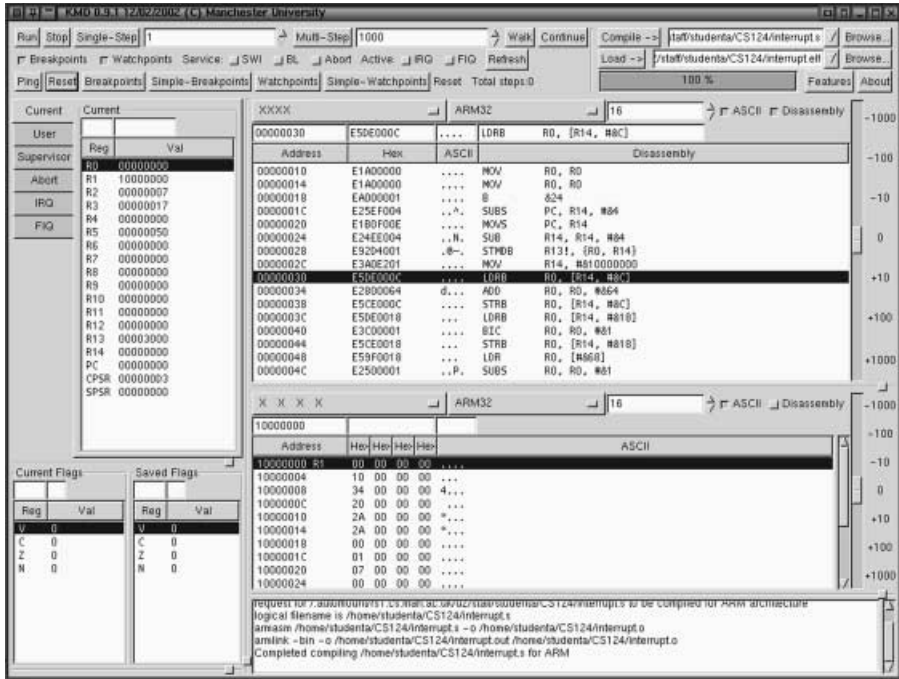 KMD 0.9.1 12/02/2002 (C) Manchester University
Run Stop Single-Step 1 Multi-Step 1000 Walk Continue Compile -> /staff/studenta/CS124/interrupt.s / Browse...
Breakpoints Watchpoints Service: SWI BL Abort Active: IRQ FIQ Refresh Load -> /staff/studenta/CS124/interrupt.elf / Browse...
Ping Reset Breakpoints Simple-Breakpoints Watchpoints Simple-Watchpoints Reset Total steps:0 100 % Features About
Current
User
Supervisor
Abort
IRQ
FIQ
Current
Reg Val
R0 00000000
R1 10000000
R2 00000007
R3 00000017
R4 00000000
R5 00000050
R6 00000000
R7 00000000
R8 00000000
R9 00000000
R10 00000000
R11 00000000
R12 00000000
R13 00003000
R14 00000000
PC 00000000
CPSR 000000D3
SPSR 00000000
Current Flags
Reg Val
V 0
C 0
Z 0
N 0
Saved Flags
Reg Val
V 0
C 0
Z 0
N 0
XXXX ARM32 16 ASCII Disassembly
00000030 E5DE000C .... LDRB R0, [R14, #&C]
Address Hex ASCII Disassembly
00000010 E1A00000 .... MOV R0, R0
00000014 E1A00000 .... MOV R0, R0
00000018 EA000001 .... B &24
0000001C E25EF004 ..^. SUBS PC, R14, #&4
00000020 E1B0F00E .... MOVS PC, R14
00000024 E24EE004 ..N. SUB R14, R14, #&4
00000028 E92D4001 .@-. STMDB R13!, {R0, R14}
0000002C E3A0E201 .... MOV R14, #&10000000
00000030 E5DE000C .... LDRB R0, [R14, #&C]
00000034 E2800064 d... ADD R0, R0, #&64
00000038 E5CE000C .... STRB R0, [R14, #&C]
0000003C E5DE0018 .... LDRB R0, [R14, #&18]
00000040 E3C00001 .... BIC R0, R0, #&1
00000044 E5CE0018 .... STRB R0, [R14, #&18]
00000048 E59F0018 .... LDR R0, [#&68]
0000004C E2500001 ..P. SUBS R0, R0, #&1
-1000
-100
-10
0
+10
+100
+1000
X X X X ARM32 16 ASCII Disassembly
10000000
Address Hex Hex Hex Hex ASCII
10000000 R1 00 00 00 00 ....
10000004 10 00 00 00 ...
10000008 34 00 00 00 4...
1000000C 20 00 00 00 ...
10000010 2A 00 00 00 *...
10000014 2A 00 00 00 *...
10000018 00 00 00 00 ....
1000001C 01 00 00 00 ....
10000020 07 00 00 00 ....
10000024 00 00 00 00 ....
-1000
-100
-10
0
+10
+100
+1000
to be compiled for ARM architecture
logical filename is /home/studenta/CS124/interrupt.s
armasm /home/studenta/CS124/interrupt.s -o /home/studenta/CS124/interrupt.o
armlink -bin -o /home/studenta/CS124/interrupt.out /home/studenta/CS124/interrupt.o
Completed compiling /home/studenta/CS124/interrupt.s for ARM